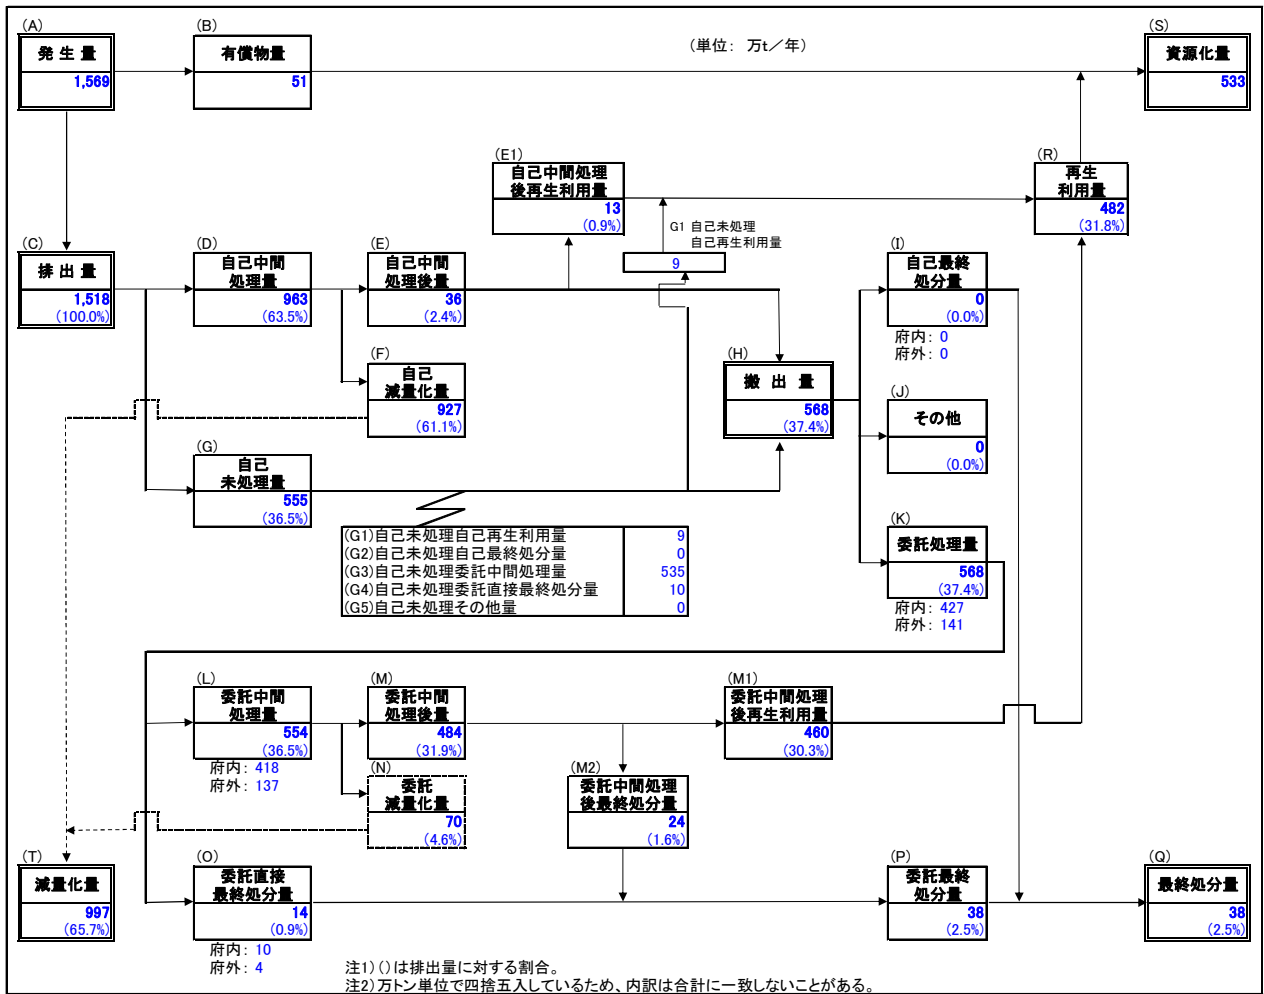 (A)
発生量
1,569
(B)
有償物量
51
(単位: 万t/年)
(S)
資源化量
533
(E1)
自己中間処理
後再生利用量
13
(0.9%)
(R)
再生
利用量
482
(31.8%)
G1 自己未処理
自己再生利用量
9
(C)
排出量
1,518
(100.0%)
(D)
自己中間
処理量
963
(63.5%)
(E)
自己中間
処理後量
36
(2.4%)
(I)
自己最終
処分量
0
(0.0%)
府内: 0
府外: 0
(F)
自己
減量化量
927
(61.1%)
(H)
搬出量
568
(37.4%)
(J)
その他
0
(0.0%)
(G)
自己
未処理量
555
(36.5%)
(G1)自己未処理自己再生利用量 9
(G2)自己未処理自己最終処分量 0
(G3)自己未処理委託中間処理量 535
(G4)自己未処理委託直接最終処分量 10
(G5)自己未処理その他量 0
(K)
委託処理量
568
(37.4%)
府内: 427
府外: 141
(L)
委託中間
処理量
554
(36.5%)
府内: 418
府外: 137
(M)
委託中間
処理後量
484
(31.9%)
(M1)
委託中間処理
後再生利用量
460
(30.3%)
(N)
委託
減量化量
70
(4.6%)
(M2)
委託中間処理
後最終処分量
24
(1.6%)
(T)
減量化量
997
(65.7%)
(O)
委託直接
最終処分量
14
(0.9%)
府内: 10
府外: 4
(P)
委託最終
処分量
38
(2.5%)
(Q)
最終処分量
38
(2.5%)
注1)()は排出量に対する割合。
注2)万トン単位で四捨五入しているため、内訳は合計に一致しないことがある。